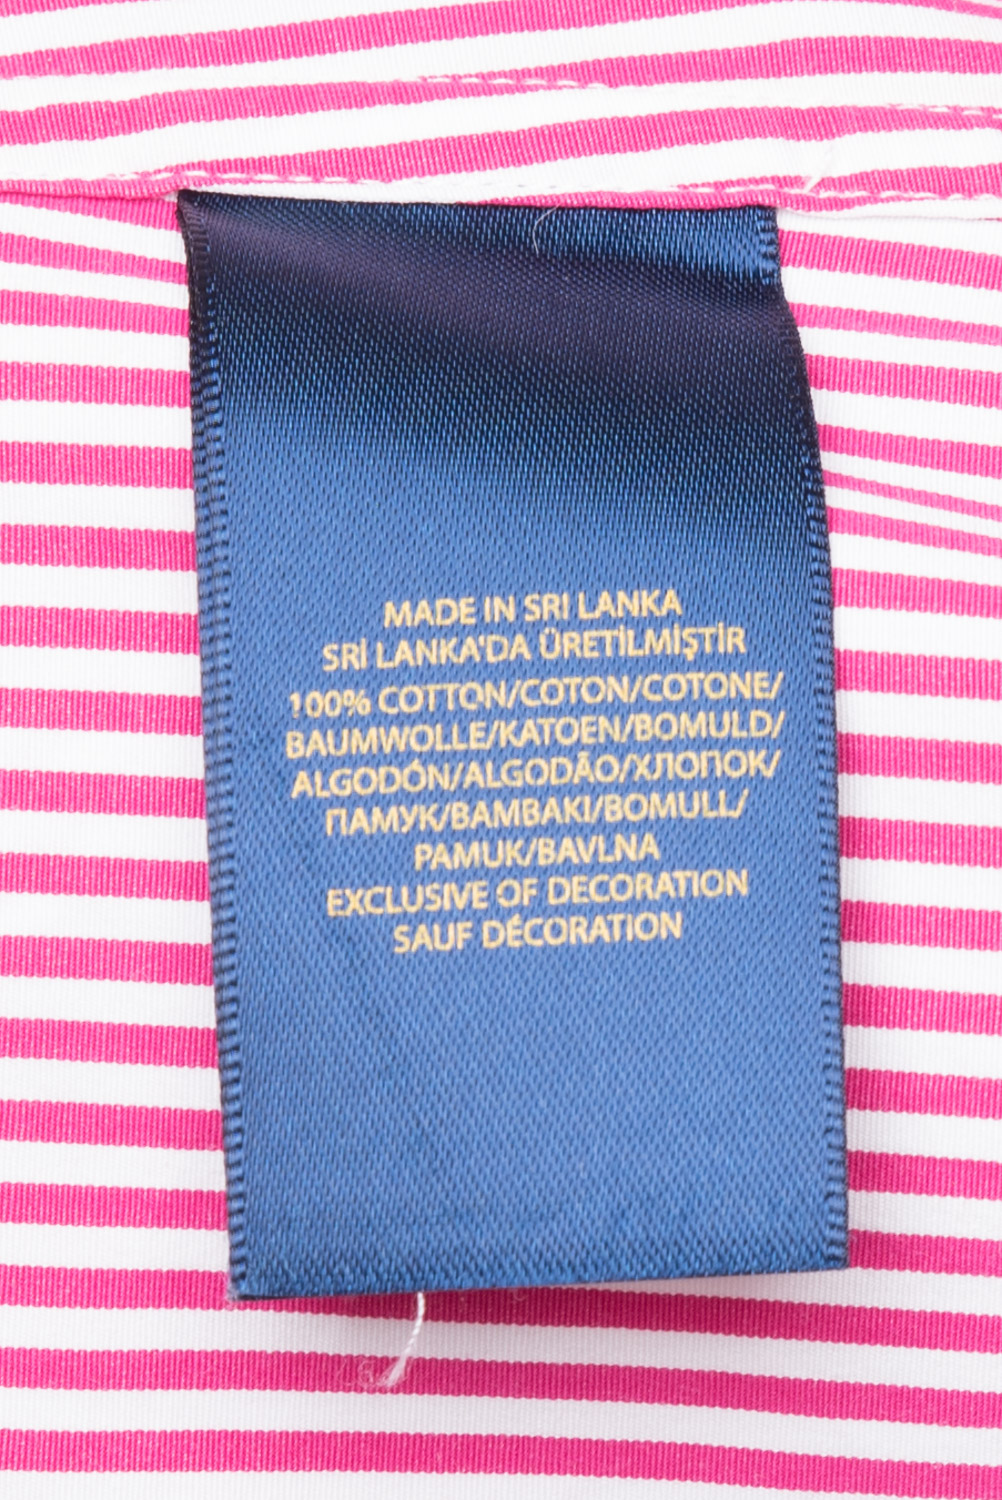 MADE IN SRI LANKA
SRİ LANKA'DA ÜRETİLMİŞTİR
100% COTTON/COTON/COTONE/
BAUMWOLLE/KATOEN/BOMULD/
ALGODÓN/ALGODÃO/ХЛОПОК/
ПАМУК/BAMBAKI/BOMULL/
PAMUK/BAVLNA
EXCLUSIVE OF DECORATION
SAUF DÉCORATION